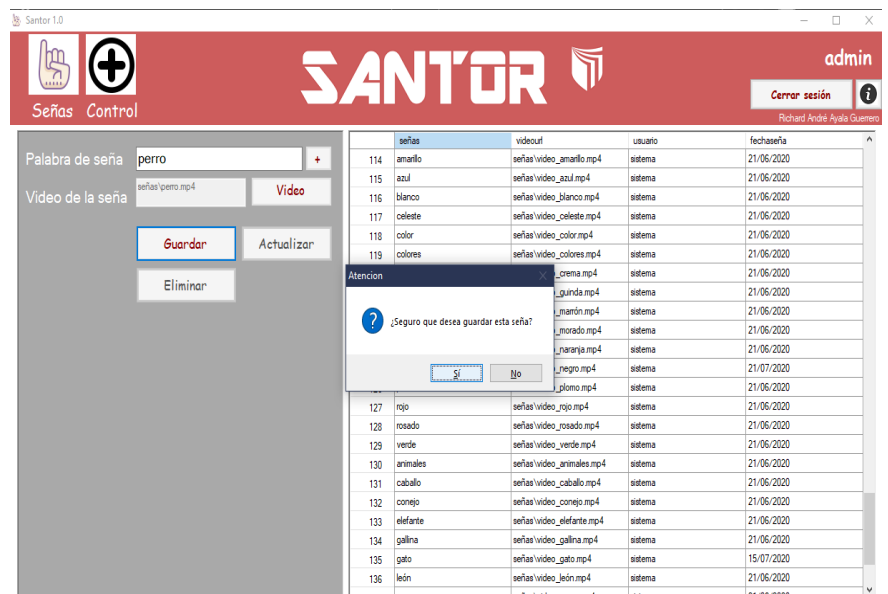 Santor 1.0
SANTOR
admin
Señas Control
Cerrar sesión
Richard André Ayala Guerrero
Palabra de seña perro +
Video de la seña señas\perro.mp4 Video
Guardar Actualizar
Eliminar
señas videourl usuario fechaseña
114 amarillo señas\video_amarillo.mp4 sistema 21/06/2020
115 azul señas\video_azul.mp4 sistema 21/06/2020
116 blanco señas\video_blanco.mp4 sistema 21/06/2020
117 celeste señas\video_celeste.mp4 sistema 21/06/2020
118 color señas\video_color.mp4 sistema 21/06/2020
119 colores señas\video_colores.mp4 sistema 21/06/2020
_crema.mp4 sistema 21/06/2020
_guinda.mp4 sistema 21/06/2020
_marrón.mp4 sistema 21/06/2020
_morado.mp4 sistema 21/06/2020
_naranja.mp4 sistema 21/06/2020
_negro.mp4 sistema 21/07/2020
_plomo.mp4 sistema 21/06/2020
Atencion
¿Seguro que desea guardar esta seña?
Sí No
127 rojo señas\video_rojo.mp4 sistema 21/06/2020
128 rosado señas\video_rosado.mp4 sistema 21/06/2020
129 verde señas\video_verde.mp4 sistema 21/06/2020
130 animales señas\video_animales.mp4 sistema 21/06/2020
131 caballo señas\video_caballo.mp4 sistema 21/06/2020
132 conejo señas\video_conejo.mp4 sistema 21/06/2020
133 elefante señas\video_elefante.mp4 sistema 21/06/2020
134 gallina señas\video_gallina.mp4 sistema 21/06/2020
135 gato señas\video_gato.mp4 sistema 15/07/2020
136 león señas\video_león.mp4 sistema 21/06/2020